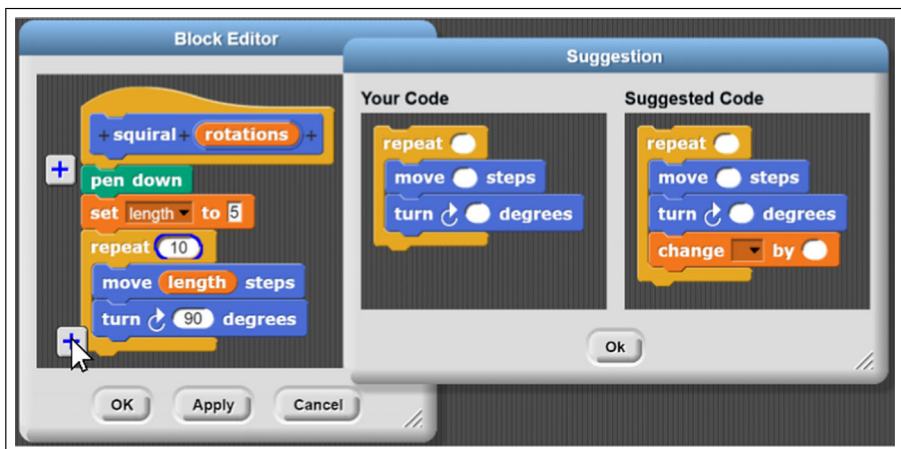 Block Editor
+ squiral + rotations +
+
pen down
set length to 5
repeat 10
move length steps
turn 90 degrees
+
OK Apply Cancel
Suggestion
Your Code
repeat
move steps
turn degrees
Suggested Code
repeat
move steps
turn degrees
change by
Ok